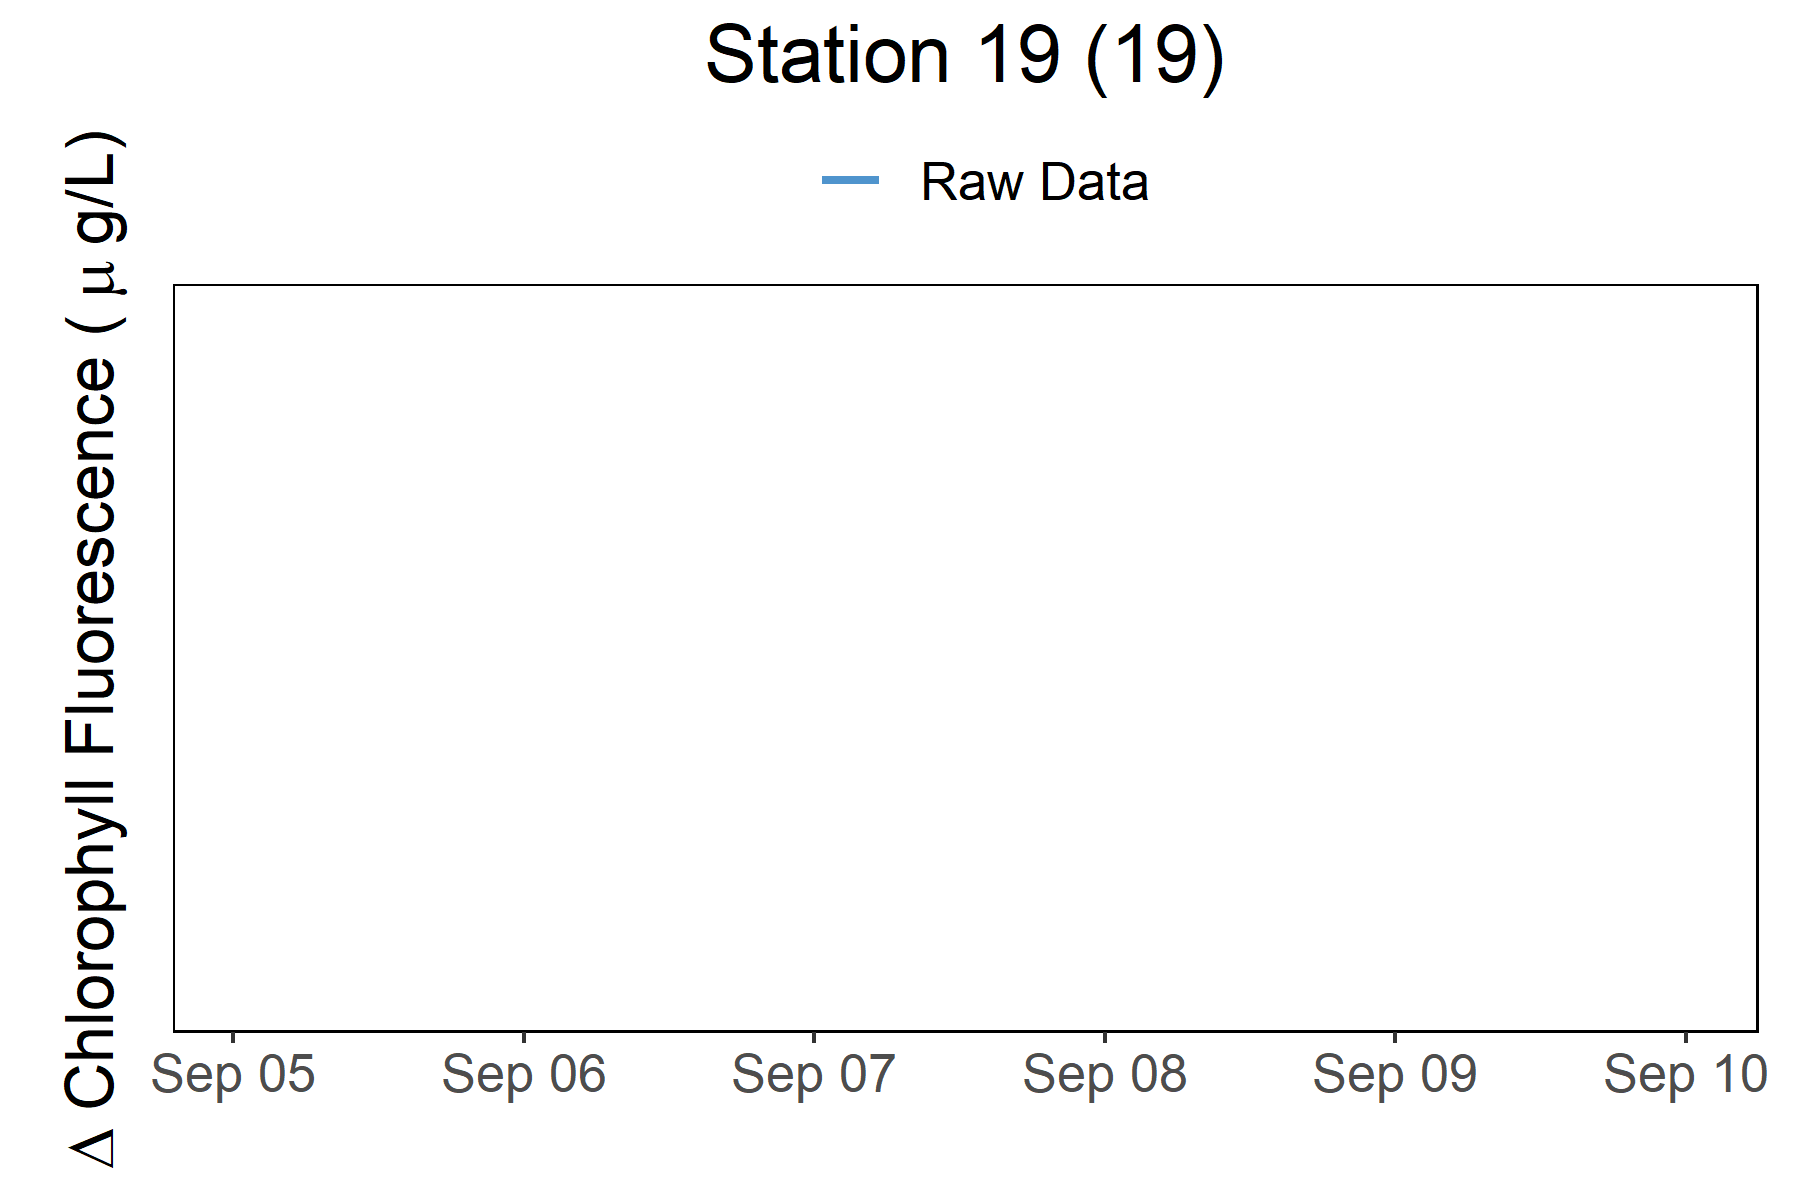 Station 19 (19)
Raw Data
Δ Chlorophyll Fluorescence ( μ g/L)
Sep 05
Sep 06
Sep 07
Sep 08
Sep 09
Sep 10